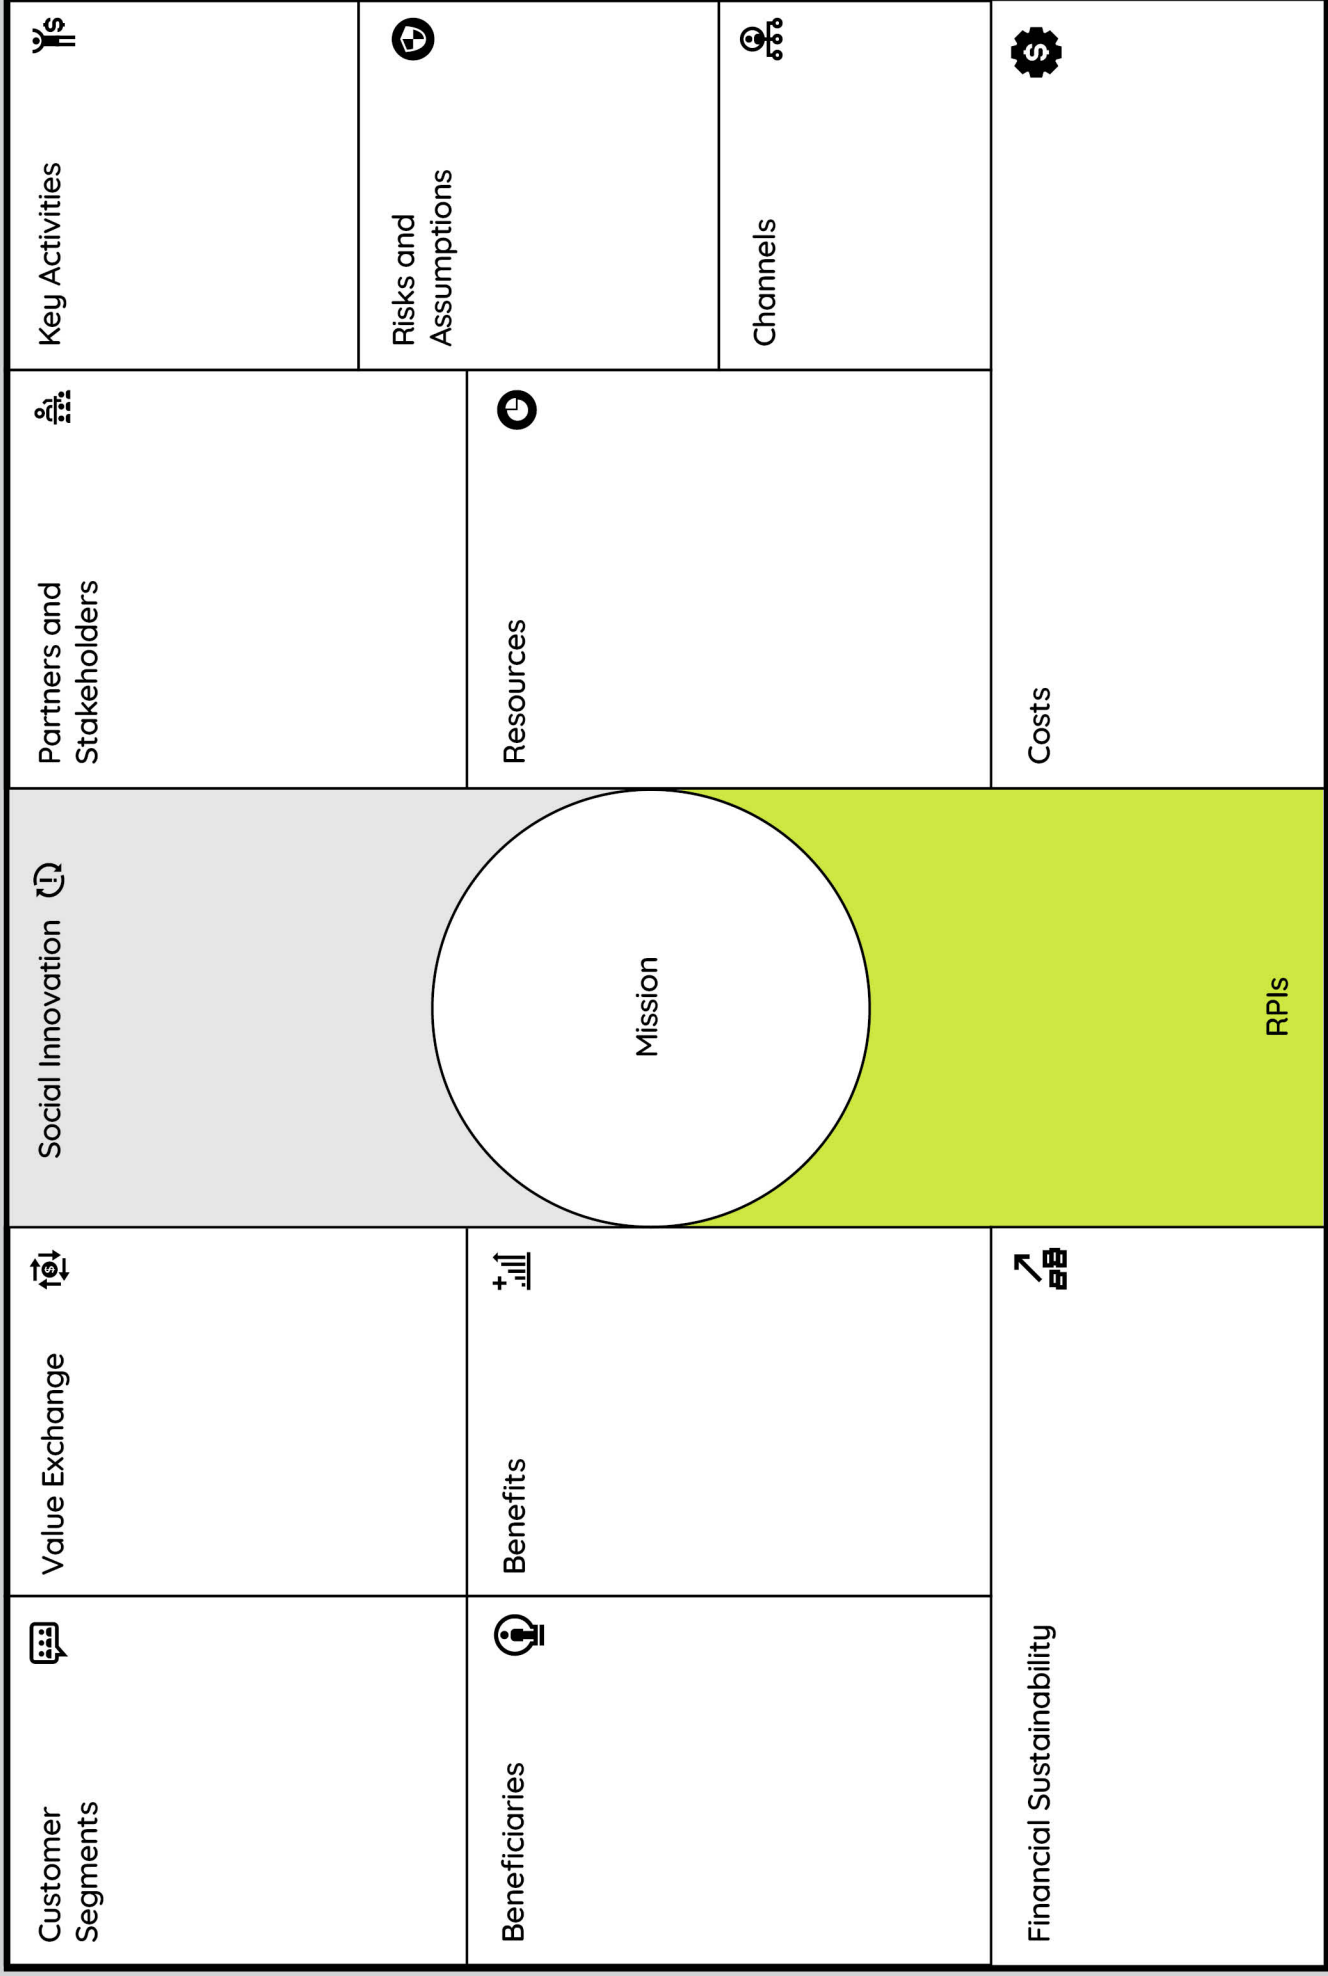 Customer
Segments
Value Exchange
Social Innovation
Partners and
Stakeholders
Key Activities
Beneficiaries
Benefits
Mission
Resources
Risks and
Assumptions
Channels
Financial Sustainability
RPIs
Costs